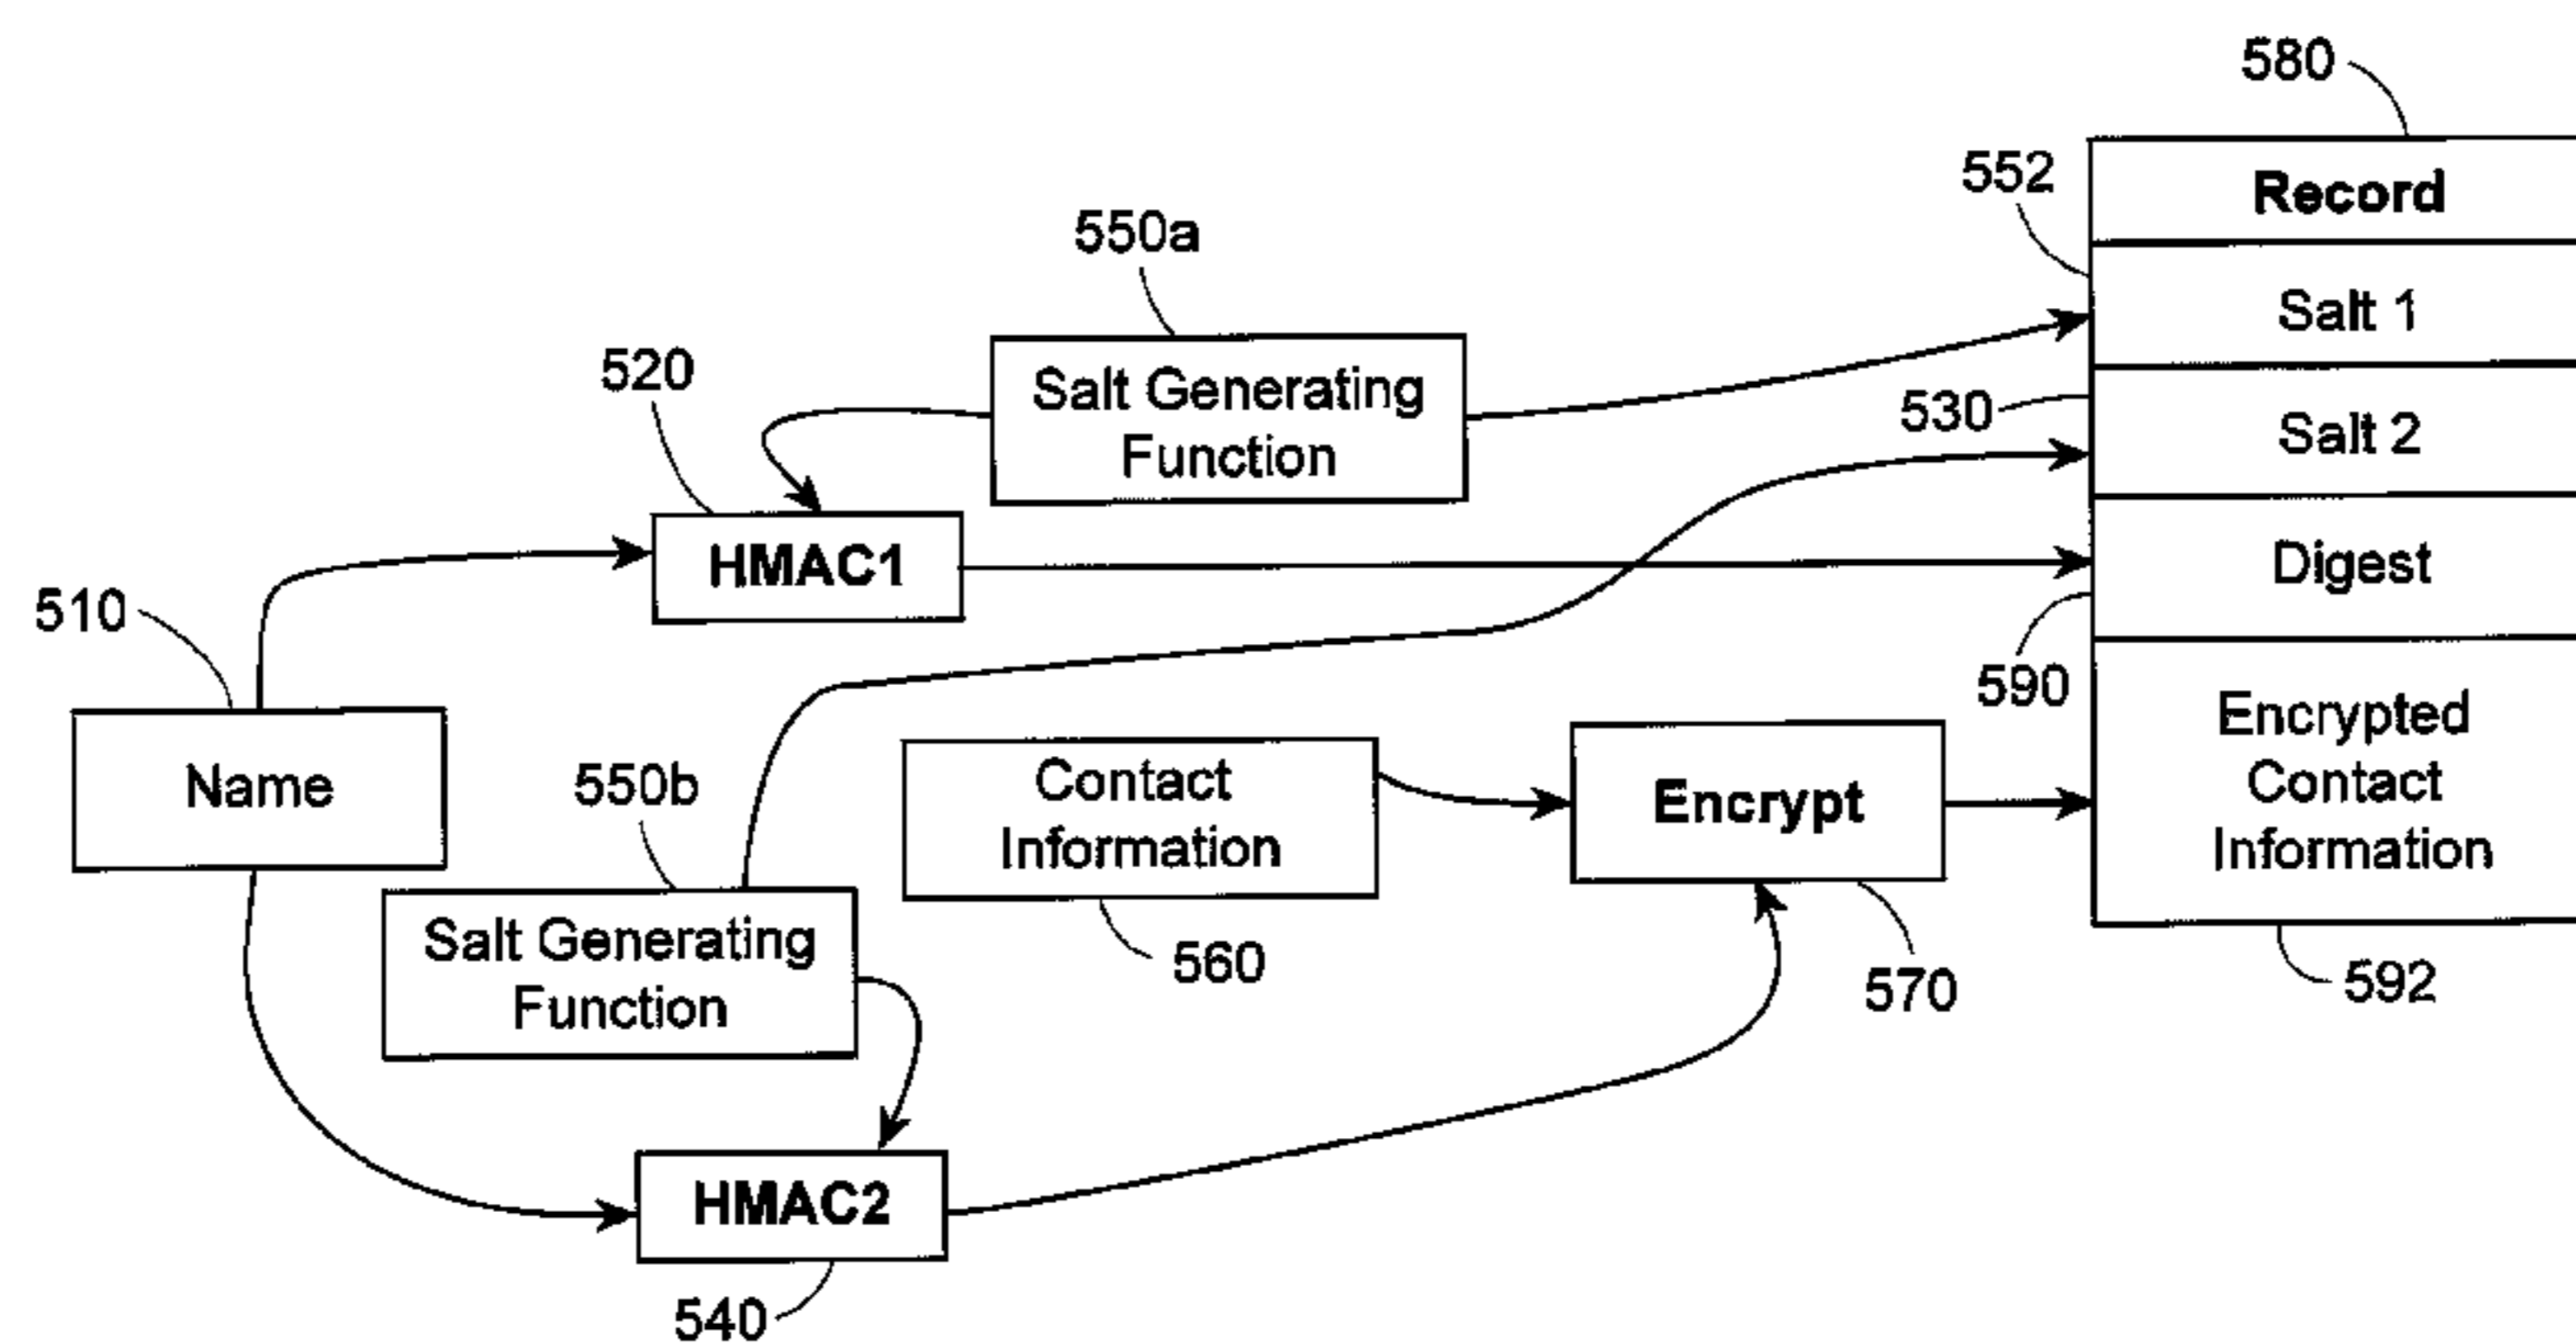 580
552
Record
550a
Salt 1
520
Salt Generating
Function
530
Salt 2
HMAC1
Digest
510
590
Name
550b
Contact
Information
Encrypt
Encrypted
Contact
Information
Salt Generating
Function
560
570
592
HMAC2
540